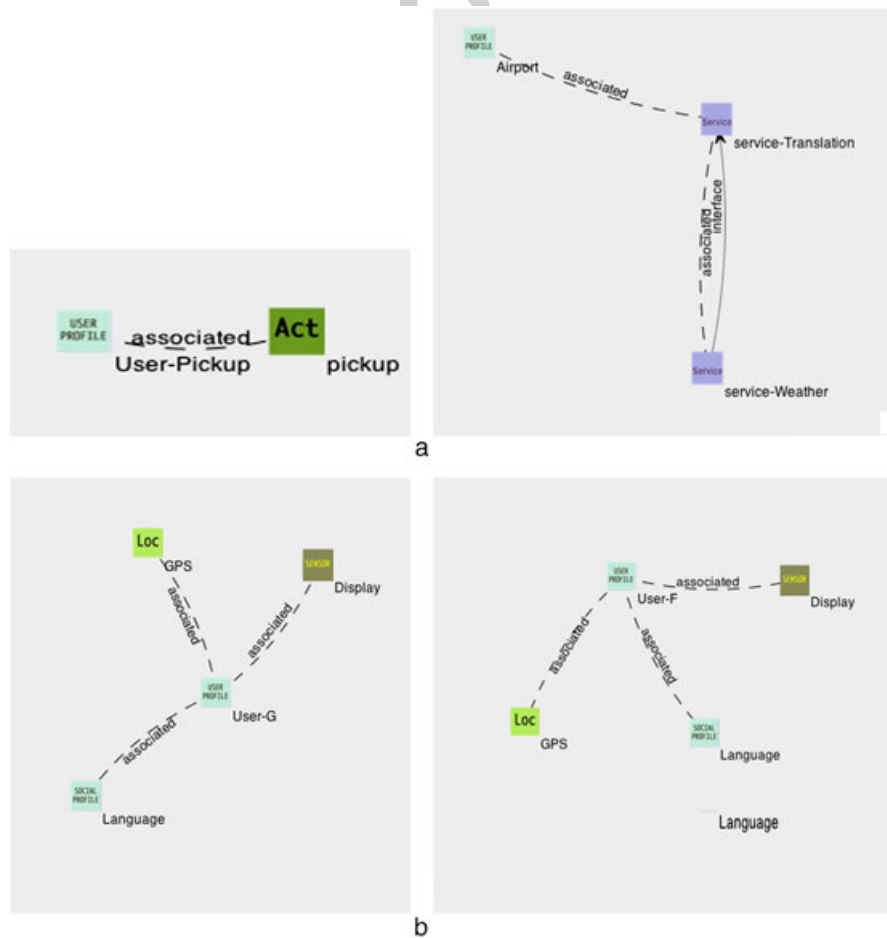 USER
PROFILE
Airport
associated
Service
service-Translation
associated
interface
Service
service-Weather
USER
PROFILE
associated
User-Pickup
Act
pickup
a
Loc
GPS
associated
SENSOR
Display
associated
USER
PROFILE
User-G
associated
SOCIAL
PROFILE
Language
USER
PROFILE
User-F
associated
SENSOR
Display
associated
associated
Loc
GPS
SOCIAL
PROFILE
Language
Language
b